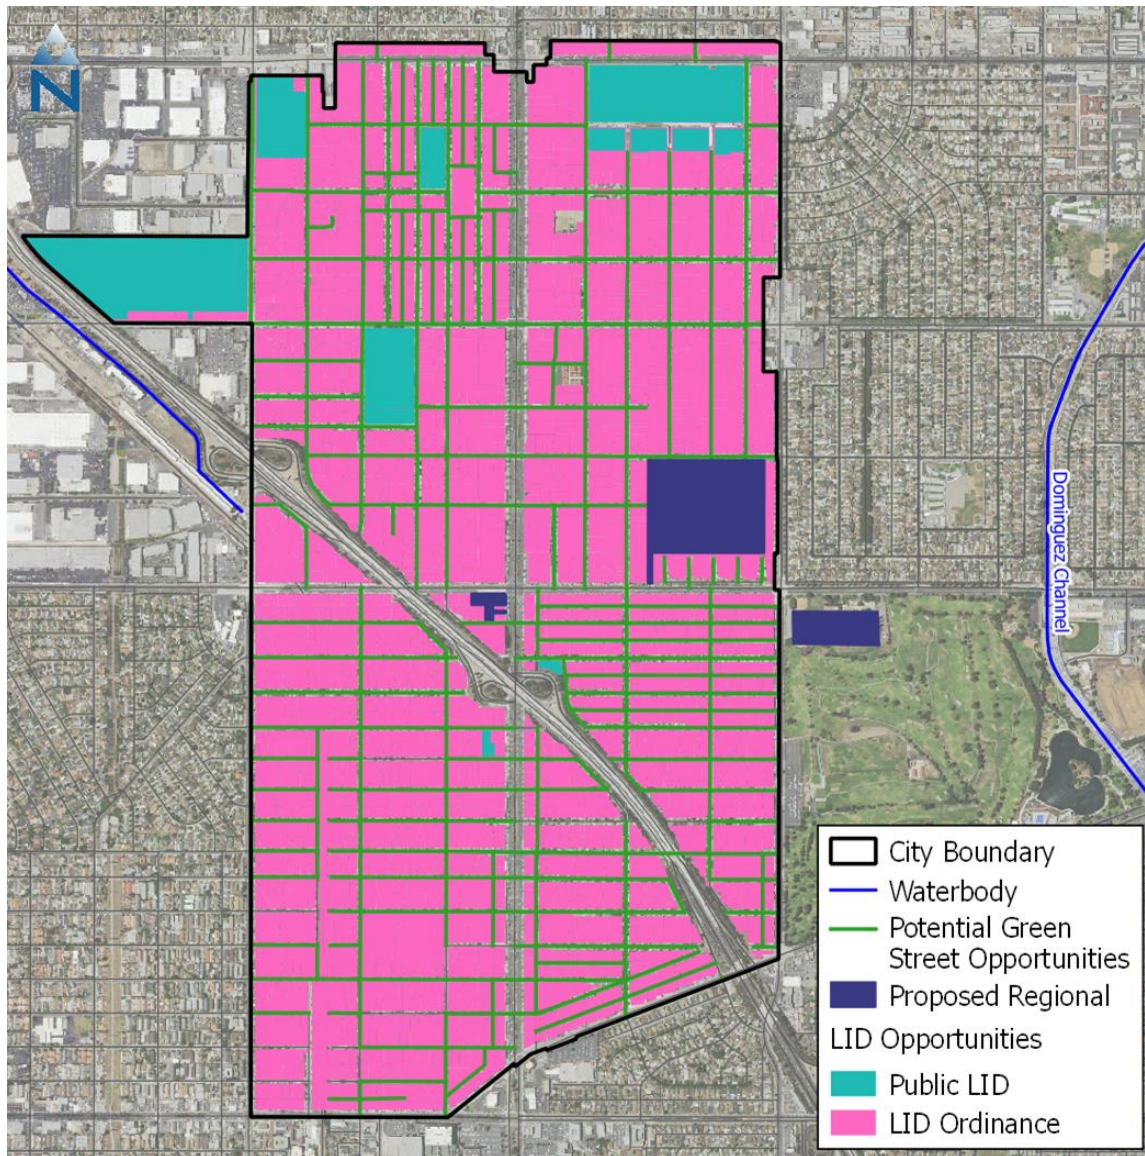 N
Dominguez Channel
City Boundary
Waterbody
Potential Green
Street Opportunities
Proposed Regional
LID Opportunities
Public LID
LID Ordinance